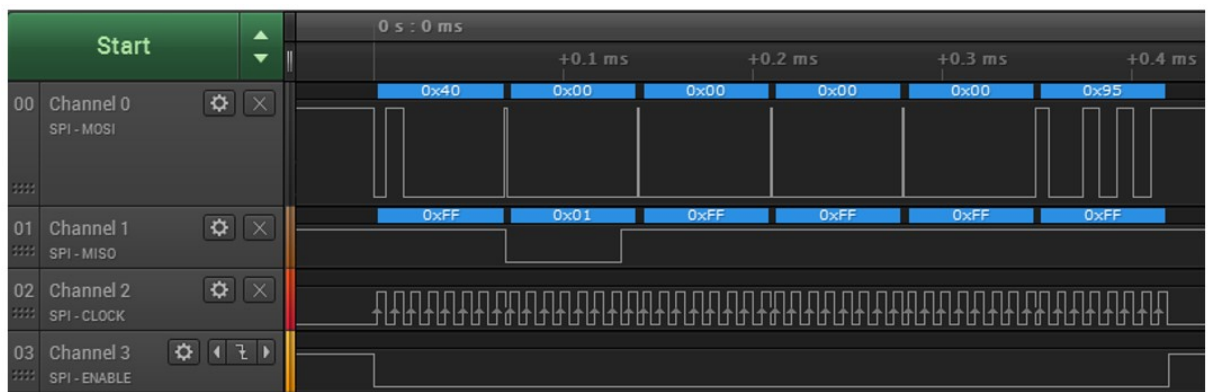 Start
0 s : 0 ms
+0.1 ms +0.2 ms +0.3 ms +0.4 ms
00 Channel 0
SPI - MOSI
0x40 0x00 0x00 0x00 0x00 0x95
01 Channel 1
SPI - MISO
0xFF 0x01 0xFF 0xFF 0xFF 0xFF
02 Channel 2
SPI - CLOCK
03 Channel 3
SPI - ENABLE